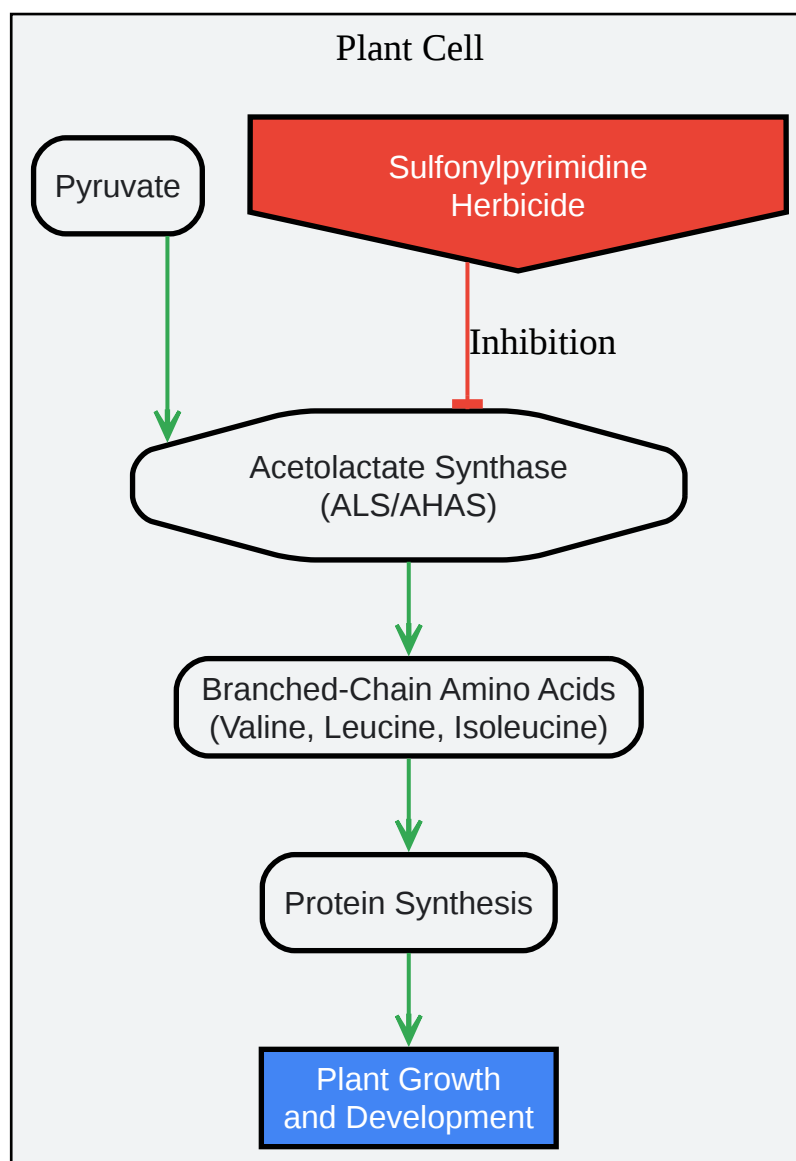 Plant Cell
Pyruvate
Sulfonylpyrimidine
Herbicide
Inhibition
Acetolactate Synthase
(ALS/AHAS)
Branched-Chain Amino Acids
(Valine, Leucine, Isoleucine)
Protein Synthesis
Plant Growth
and Development